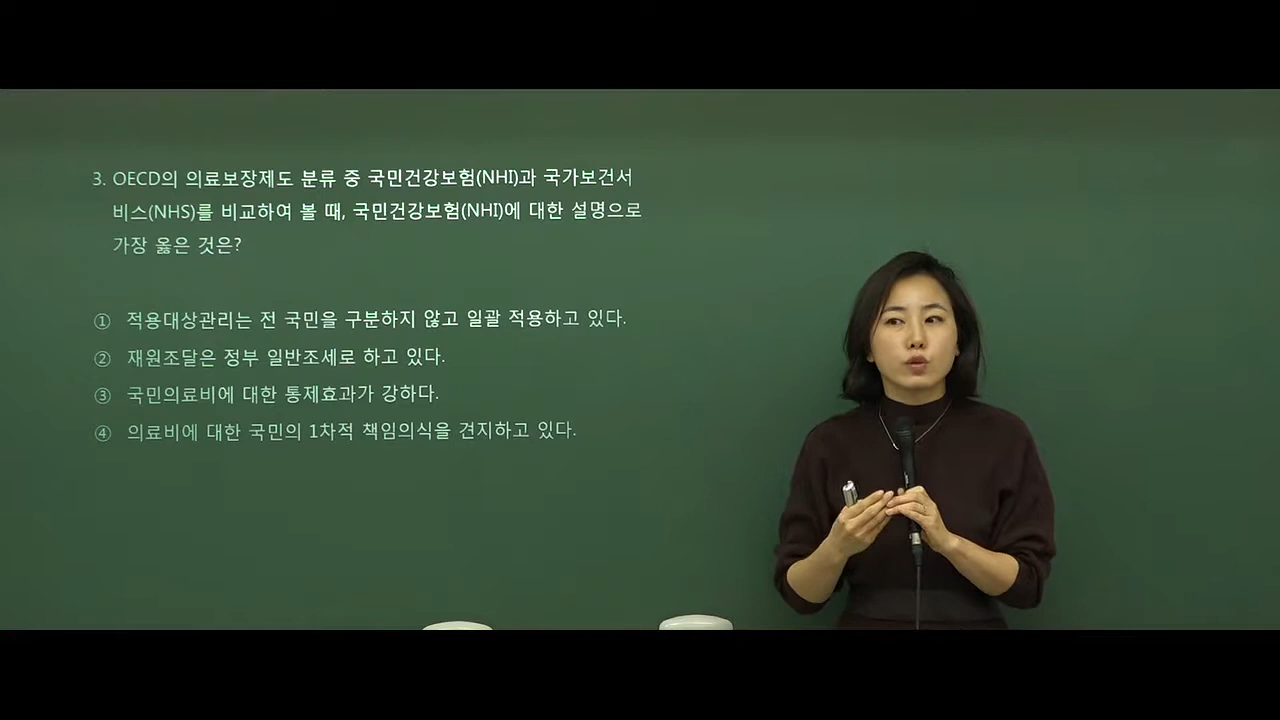 3. OECD의 의료보장제도 분류 중 국민건강보험(NHI)과 국가보건서
비스(NHS)를 비교하여 볼 때, 국민건강보험(NHI)에 대한 설명으로
가장 옳은 것은?
① 적용대상관리는 전 국민을 구분하지 않고 일괄 적용하고 있다.
② 재원조달은 정부 일반조세로 하고 있다.
③ 국민의료비에 대한 통제효과가 강하다.
④ 의료비에 대한 국민의 1차적 책임의식을 견지하고 있다.